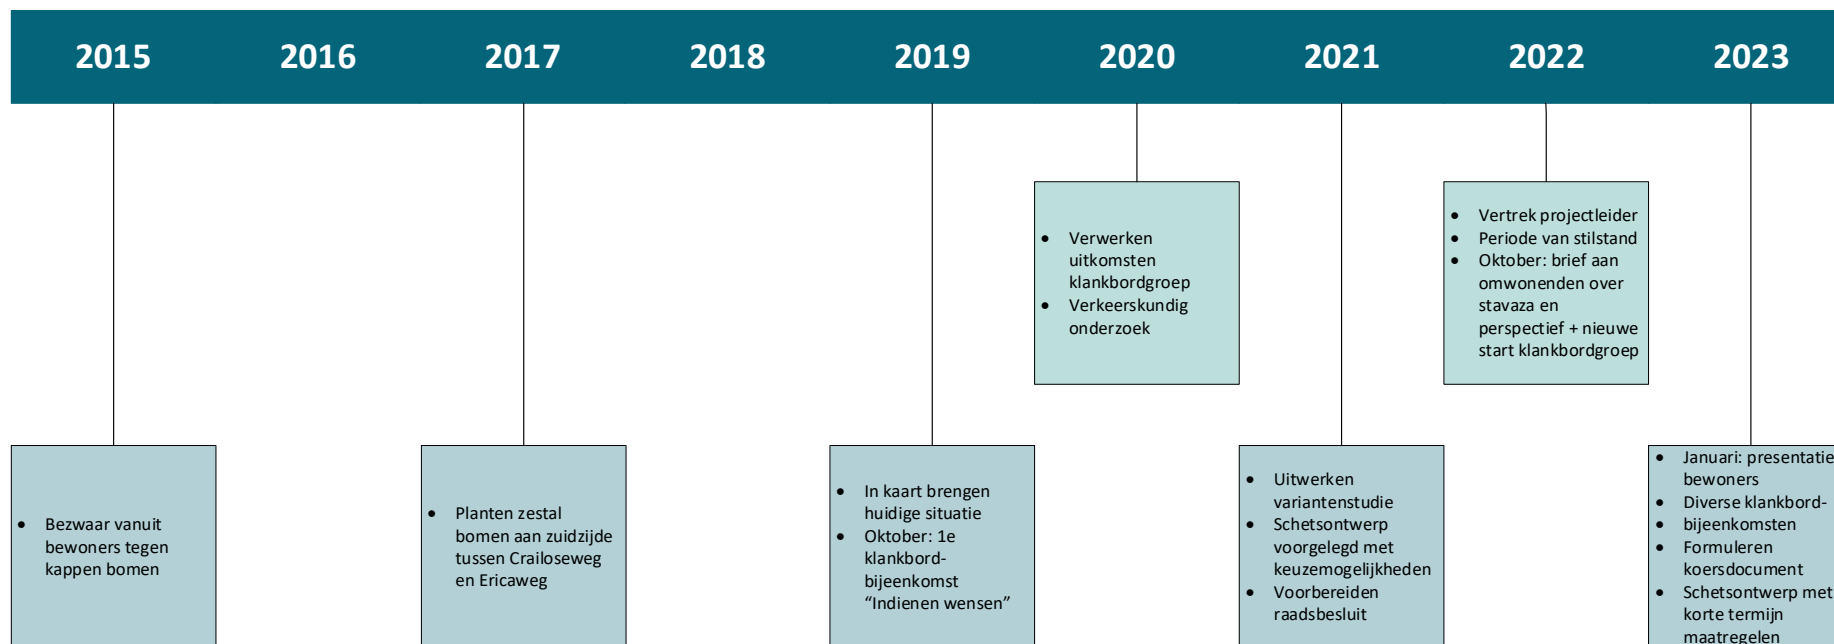 2015 2016 2017 2018 2019 2020 2021 2022 2023
• Bezwaar vanuit
bewoners tegen
kappen bomen
• Planten zestal
bomen aan zuidzijde
tussen Crailoseweg
en Ericaweg
• In kaart brengen
huidige situatie
• Oktober: 1e
klankbord-
bijeenkomst
“Indienen wensen”
• Verwerken
uitkomsten
klankbordgroep
• Verkeerskundig
onderzoek
• Uitwerken
variantenstudie
• Schetsontwerp
voorgelegd met
keuzemogelijkheden
• Voorbereiden
raadsbesluit
• Vertrek projectleider
• Periode van stilstand
• Oktober: brief aan
omwonenden over
stavaza en
perspectief + nieuwe
start klankbordgroep
• Januari: presentatie
bewoners
• Diverse klankbord-
• bijeenkomsten
• Formuleren
koersdocument
• Schetsontwerp met
korte termijn
maatregelen